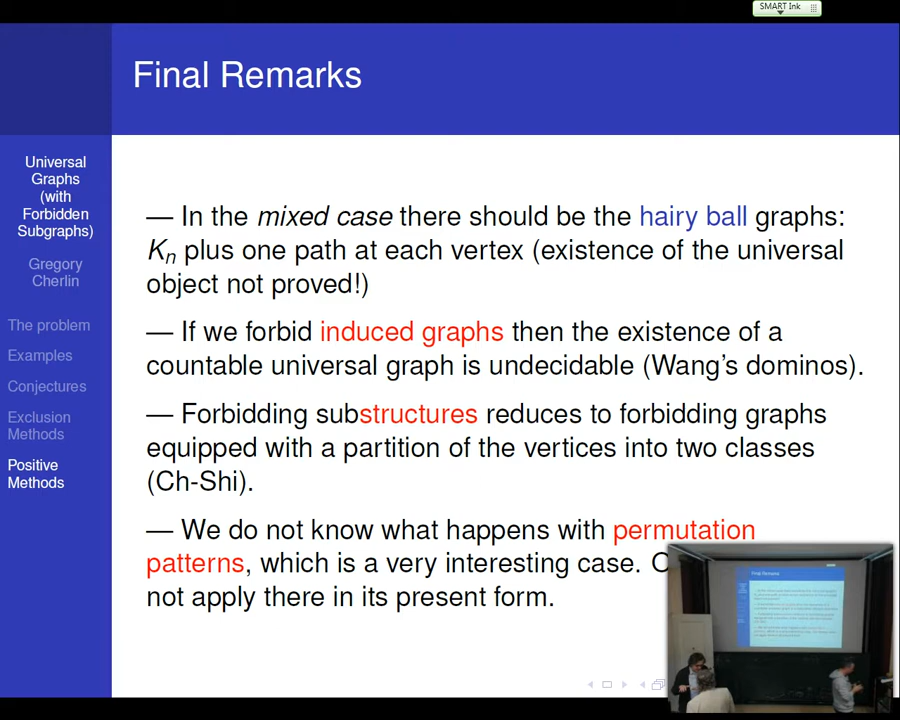 SMART Ink
Final Remarks
Universal
Graphs
(with
Forbidden
Subgraphs)
Gregory
Cherlin
The problem
Examples
Conjectures
Exclusion
Methods
Positive
Methods
— In the mixed case there should be the hairy ball graphs:
Kn plus one path at each vertex (existence of the universal
object not proved!)
— If we forbid induced graphs then the existence of a
countable universal graph is undecidable (Wang's dominos).
— Forbidding substructures reduces to forbidding graphs
equipped with a partition of the vertices into two classes
(Ch-Shi).
— We do not know what happens with permutation
patterns, which is a very interesting case.
not apply there in its present form.
Final Remarks